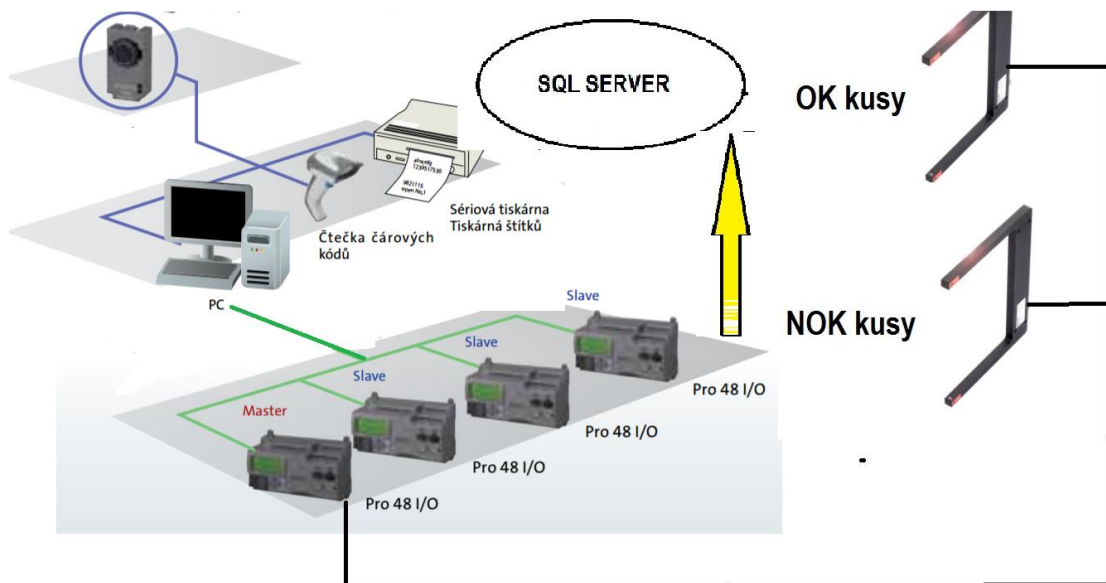 SQL SERVER
OK kusy
Sériová tiskárna
Tiskárná štítků
Čtečka čárových
kódů
PC
NOK kusy
Slave
Slave
Slave
Master
Pro 48 I/O
Pro 48 I/O
Pro 48 I/O
Pro 48 I/O